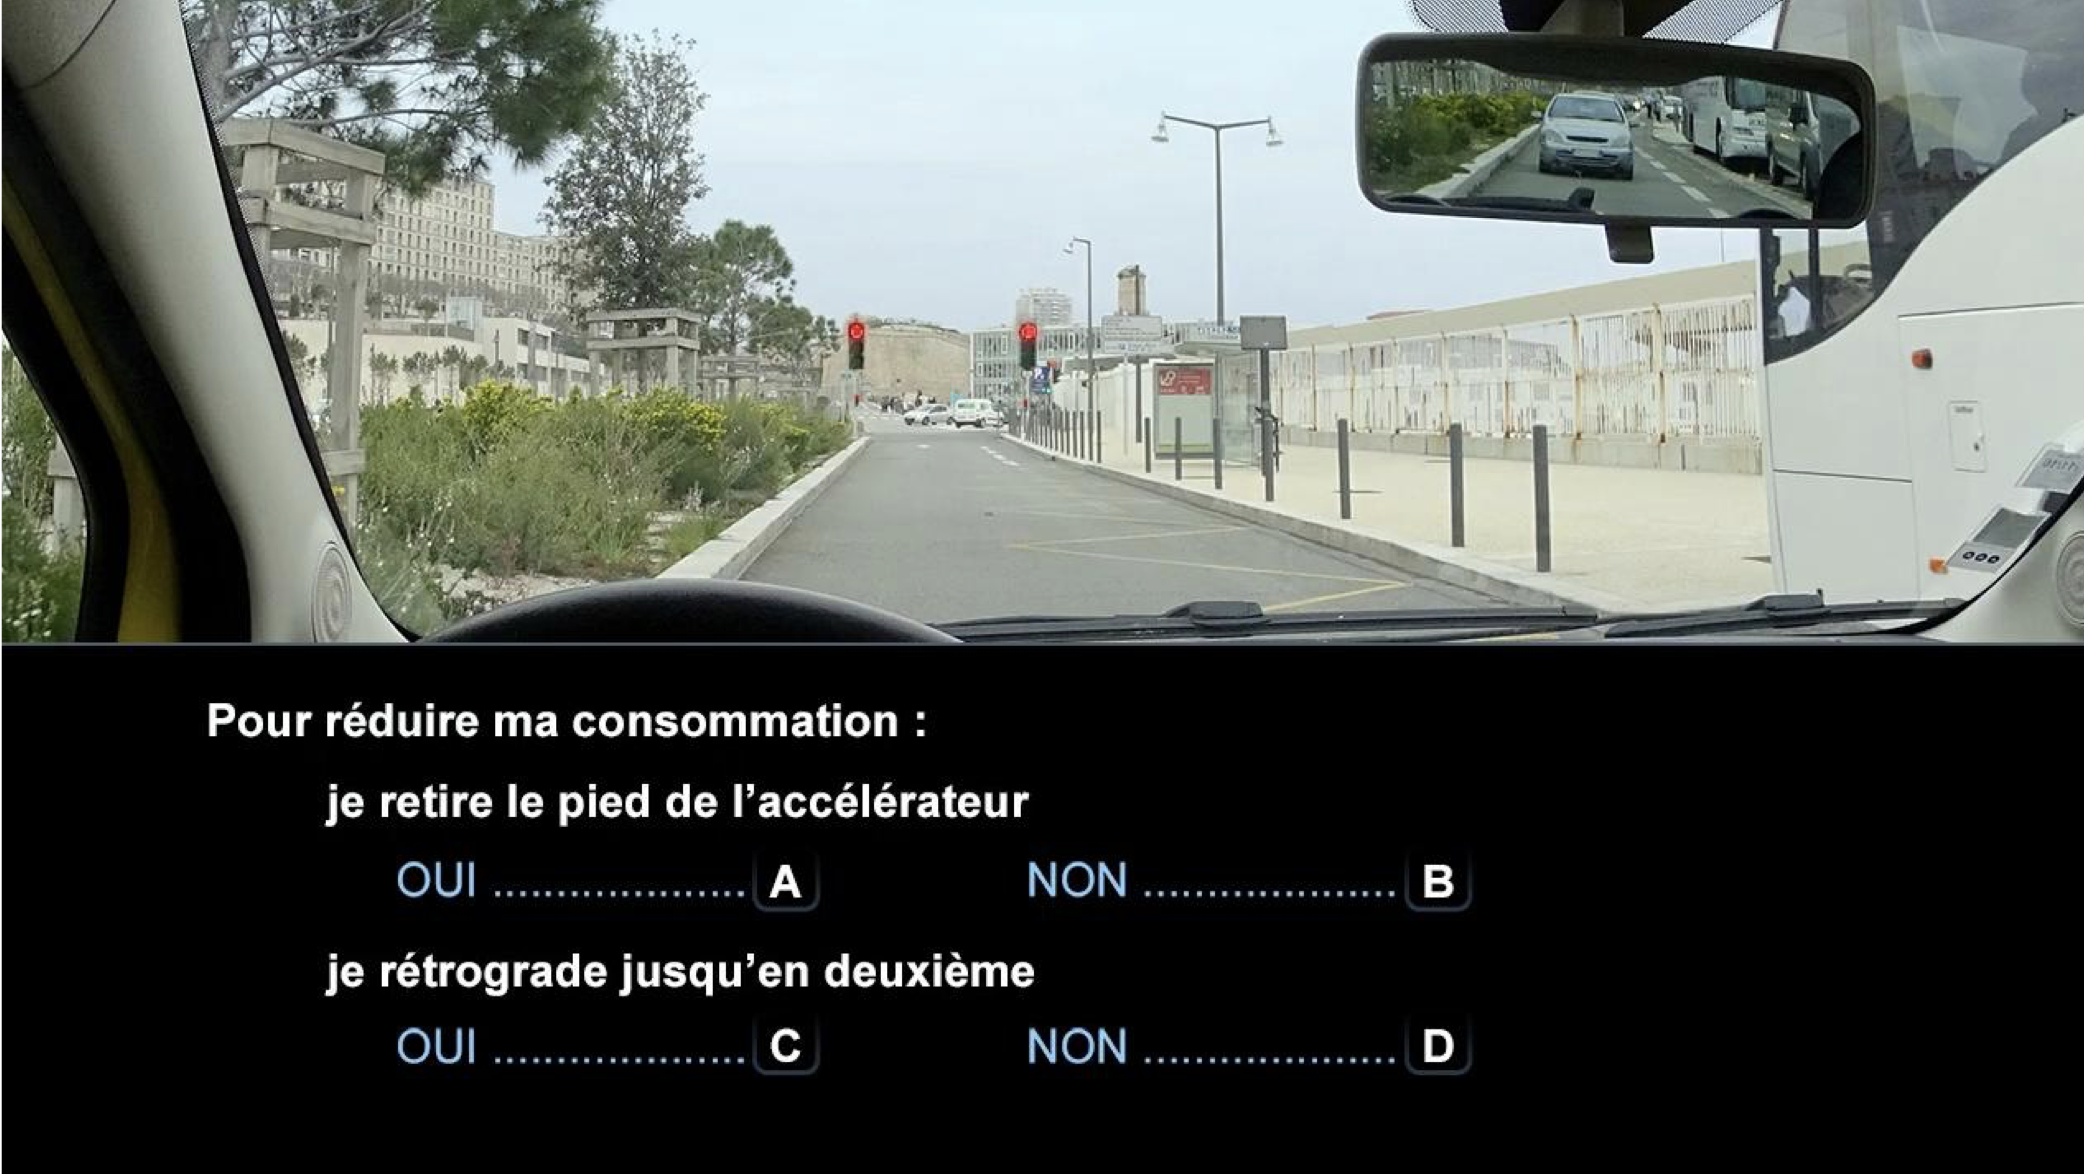 Pour réduire ma consommation :
je retire le pied de l'accélérateur
OUI .................... A NON .................... B
je rétrograde jusqu'en deuxième
OUI .................... C NON .................... D